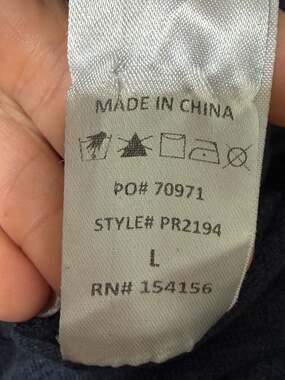 MADE IN CHINA
PO# 70971
STYLE# PR2194
L
RN# 154156